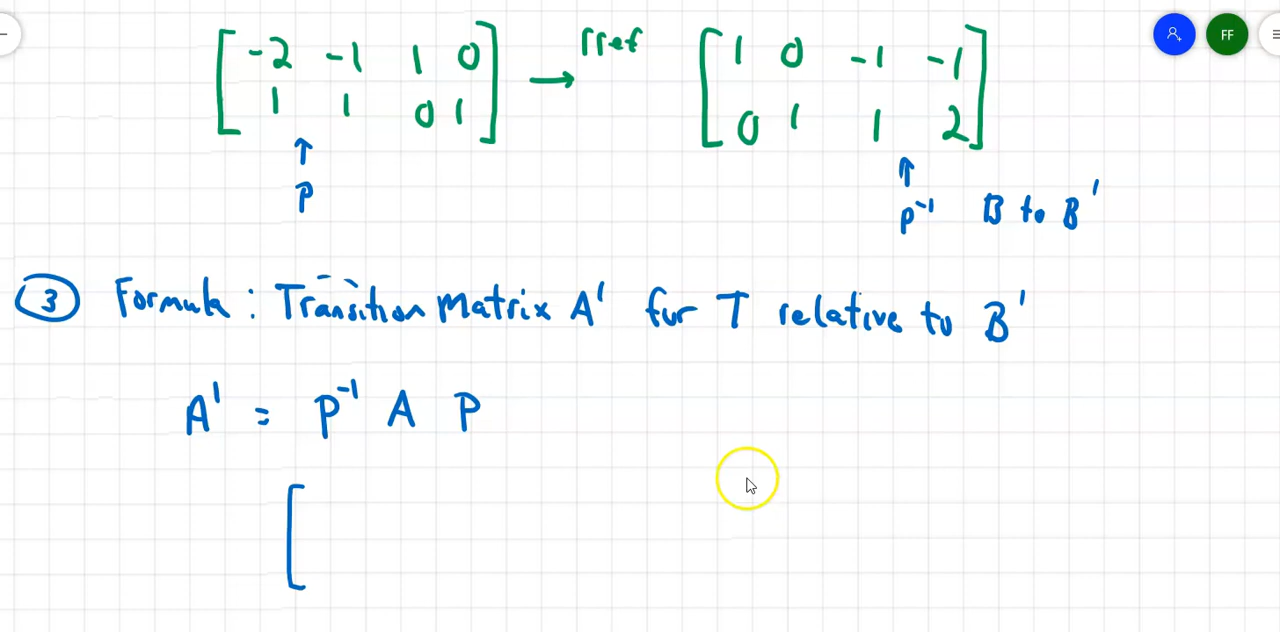 [ -2 -1 1 0 → rref [ 1 0 -1 -1 ] FF
1 1 0 1 ] 0 1 1 2 ]
↑ ↑
P P⁻¹ B to B'
③ Formula: Transition Matrix A' for T relative to B'
A' = P⁻¹ A P
[